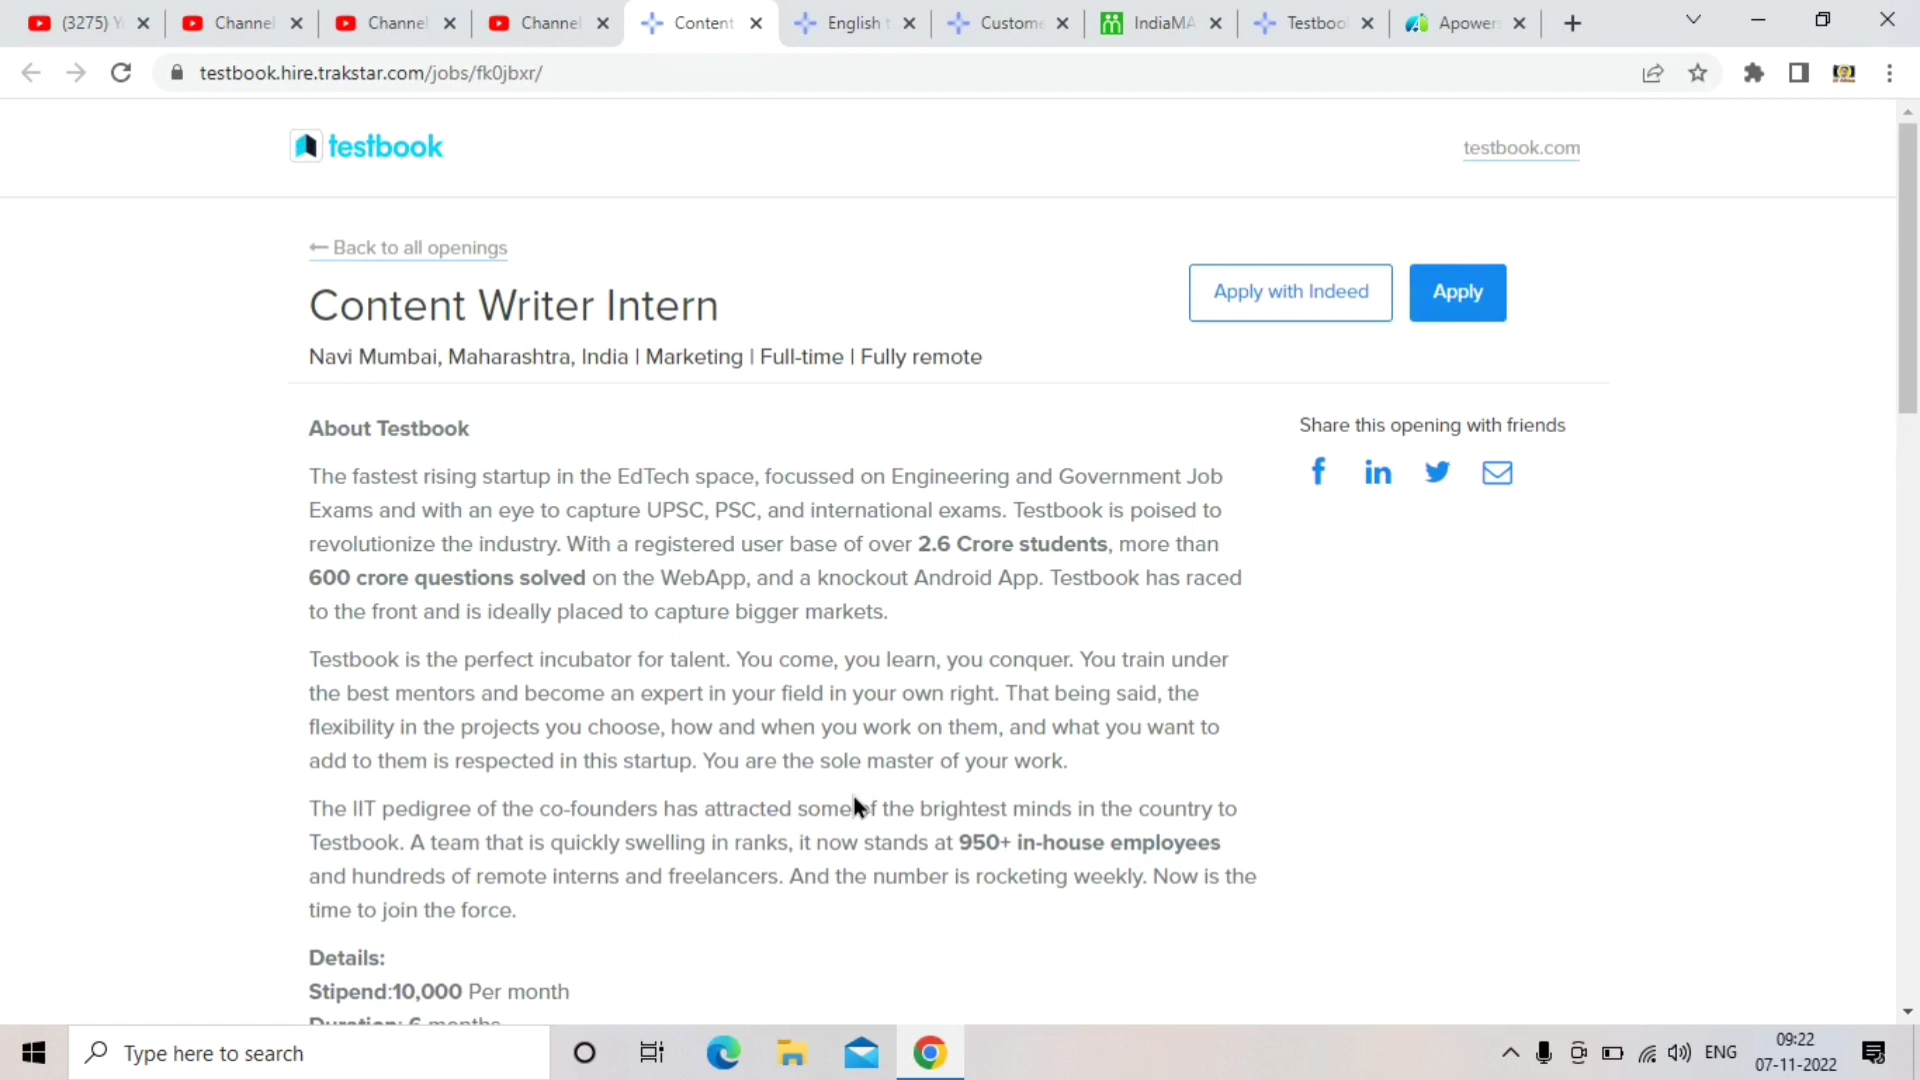 (3275) Y
Channel
Channel
Channel
Content
English t
Custome
IndiaMA
Testboo
Apowers
testbook.hire.trakstar.com/jobs/fk0jbxr/
testbook
testbook.com
← Back to all openings
Content Writer Intern
Apply with Indeed
Apply
Navi Mumbai, Maharashtra, India | Marketing | Full-time | Fully remote
About Testbook
Share this opening with friends
The fastest rising startup in the EdTech space, focussed on Engineering and Government Job
Exams and with an eye to capture UPSC, PSC, and international exams. Testbook is poised to
revolutionize the industry. With a registered user base of over 2.6 Crore students, more than
600 crore questions solved on the WebApp, and a knockout Android App. Testbook has raced
to the front and is ideally placed to capture bigger markets.
Testbook is the perfect incubator for talent. You come, you learn, you conquer. You train under
the best mentors and become an expert in your field in your own right. That being said, the
flexibility in the projects you choose, how and when you work on them, and what you want to
add to them is respected in this startup. You are the sole master of your work.
The IIT pedigree of the co-founders has attracted some of the brightest minds in the country to
Testbook. A team that is quickly swelling in ranks, it now stands at 950+ in-house employees
and hundreds of remote interns and freelancers. And the number is rocketing weekly. Now is the
time to join the force.
Details:
Stipend:10,000 Per month
Duration: 6 months
Type here to search
ENG
09:22
07-11-2022